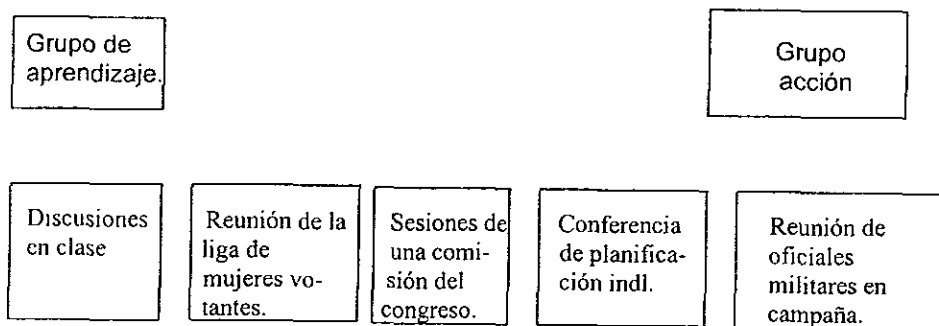 Grupo de
aprendizaje.
Grupo
acción
Discusiones
en clase
Reunión de la
liga de
mujeres vo-
tantes.
Sesiones de
una comi-
sión del
congreso.
Conferencia
de planifica-
ción indl.
Reunión de
oficiales
militares en
campaña.